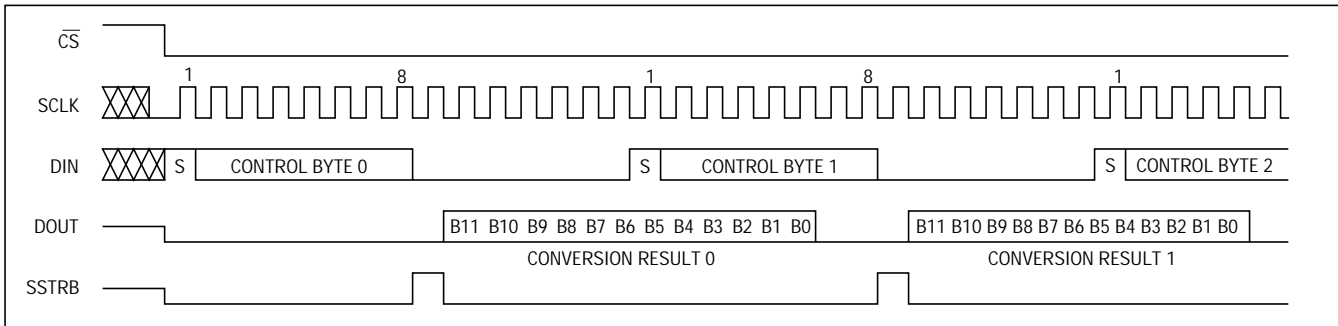 CS
1 8 1 8 1
SCLK
DIN S CONTROL BYTE 0 S CONTROL BYTE 1 S CONTROL BYTE 2
DOUT B11 B10 B9 B8 B7 B6 B5 B4 B3 B2 B1 B0 B11 B10 B9 B8 B7 B6 B5 B4 B3 B2 B1 B0
CONVERSION RESULT 0 CONVERSION RESULT 1
SSTRB